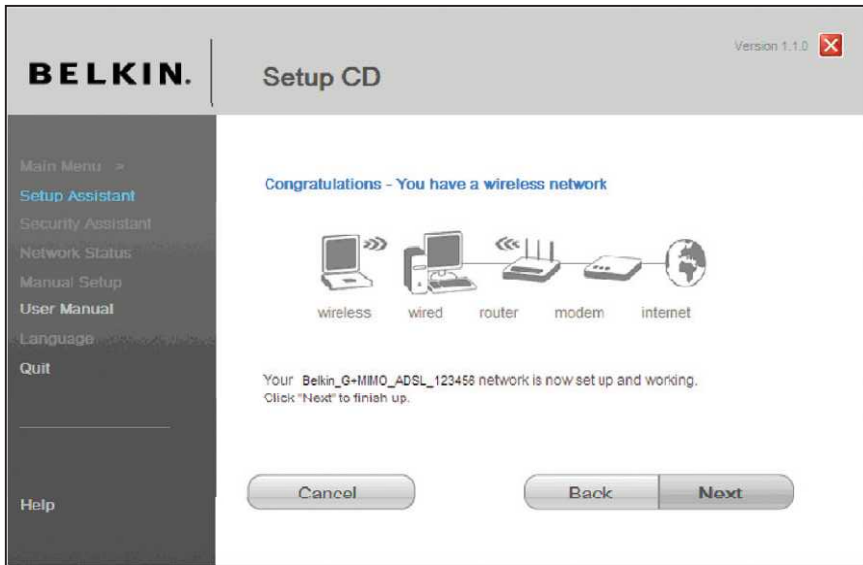 BELKIN.
Setup CD
Version 1.1.0
Main Menu >
Setup Assistant
Security Assistant
Network Status
Manual Setup
User Manual
Language
Quit
Help
Congratulations - You have a wireless network
wireless wired router modem internet
Your Belkin_G+MIMO_ADSL_123456 network is now set up and working.
Click "Next" to finish up.
Cancel
Back
Next